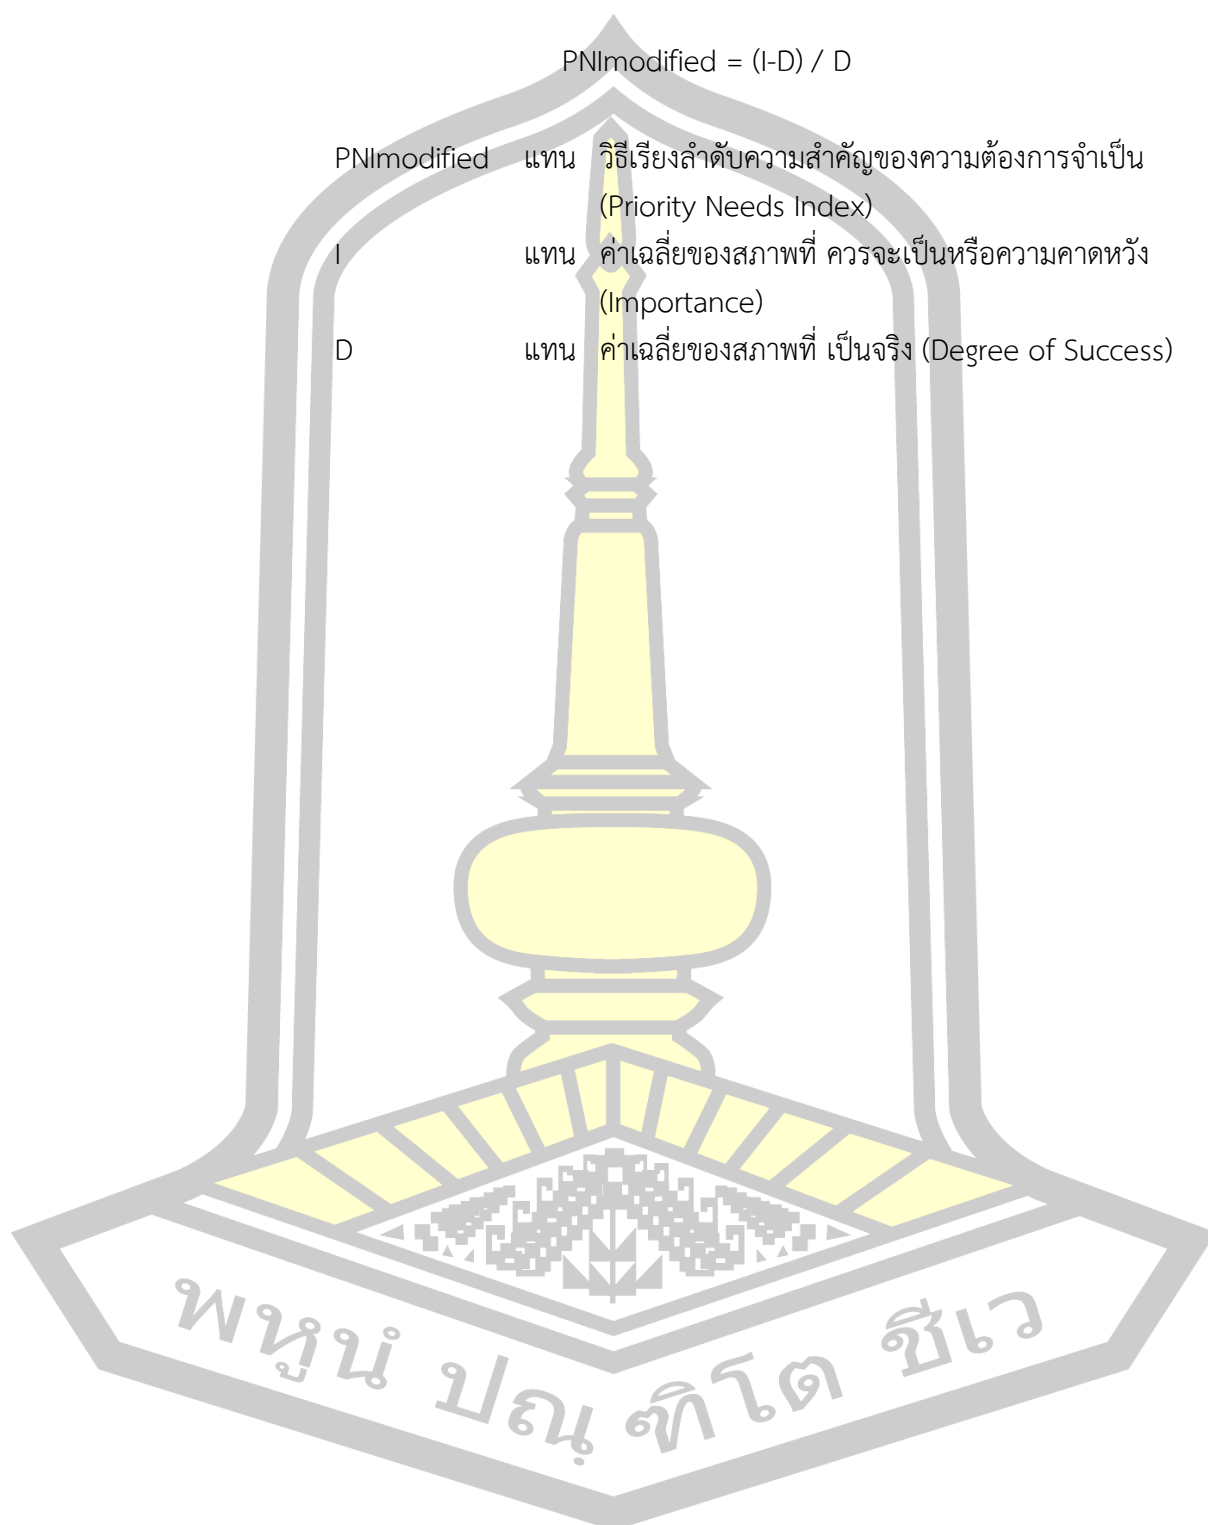 PNImodified = (I-D) / D
PNImodified แทน วิธีเรียงลำดับความสำคัญของความต้องการจำเป็น
(Priority Needs Index)
I แทน ค่าเฉลี่ยของสภาพที่ ควรจะเป็นหรือความคาดหวัง
(Importance)
D แทน ค่าเฉลี่ยของสภาพที่ เป็นจริง (Degree of Success)
พหูนํ ปณฺ ฑิโต ชีเว